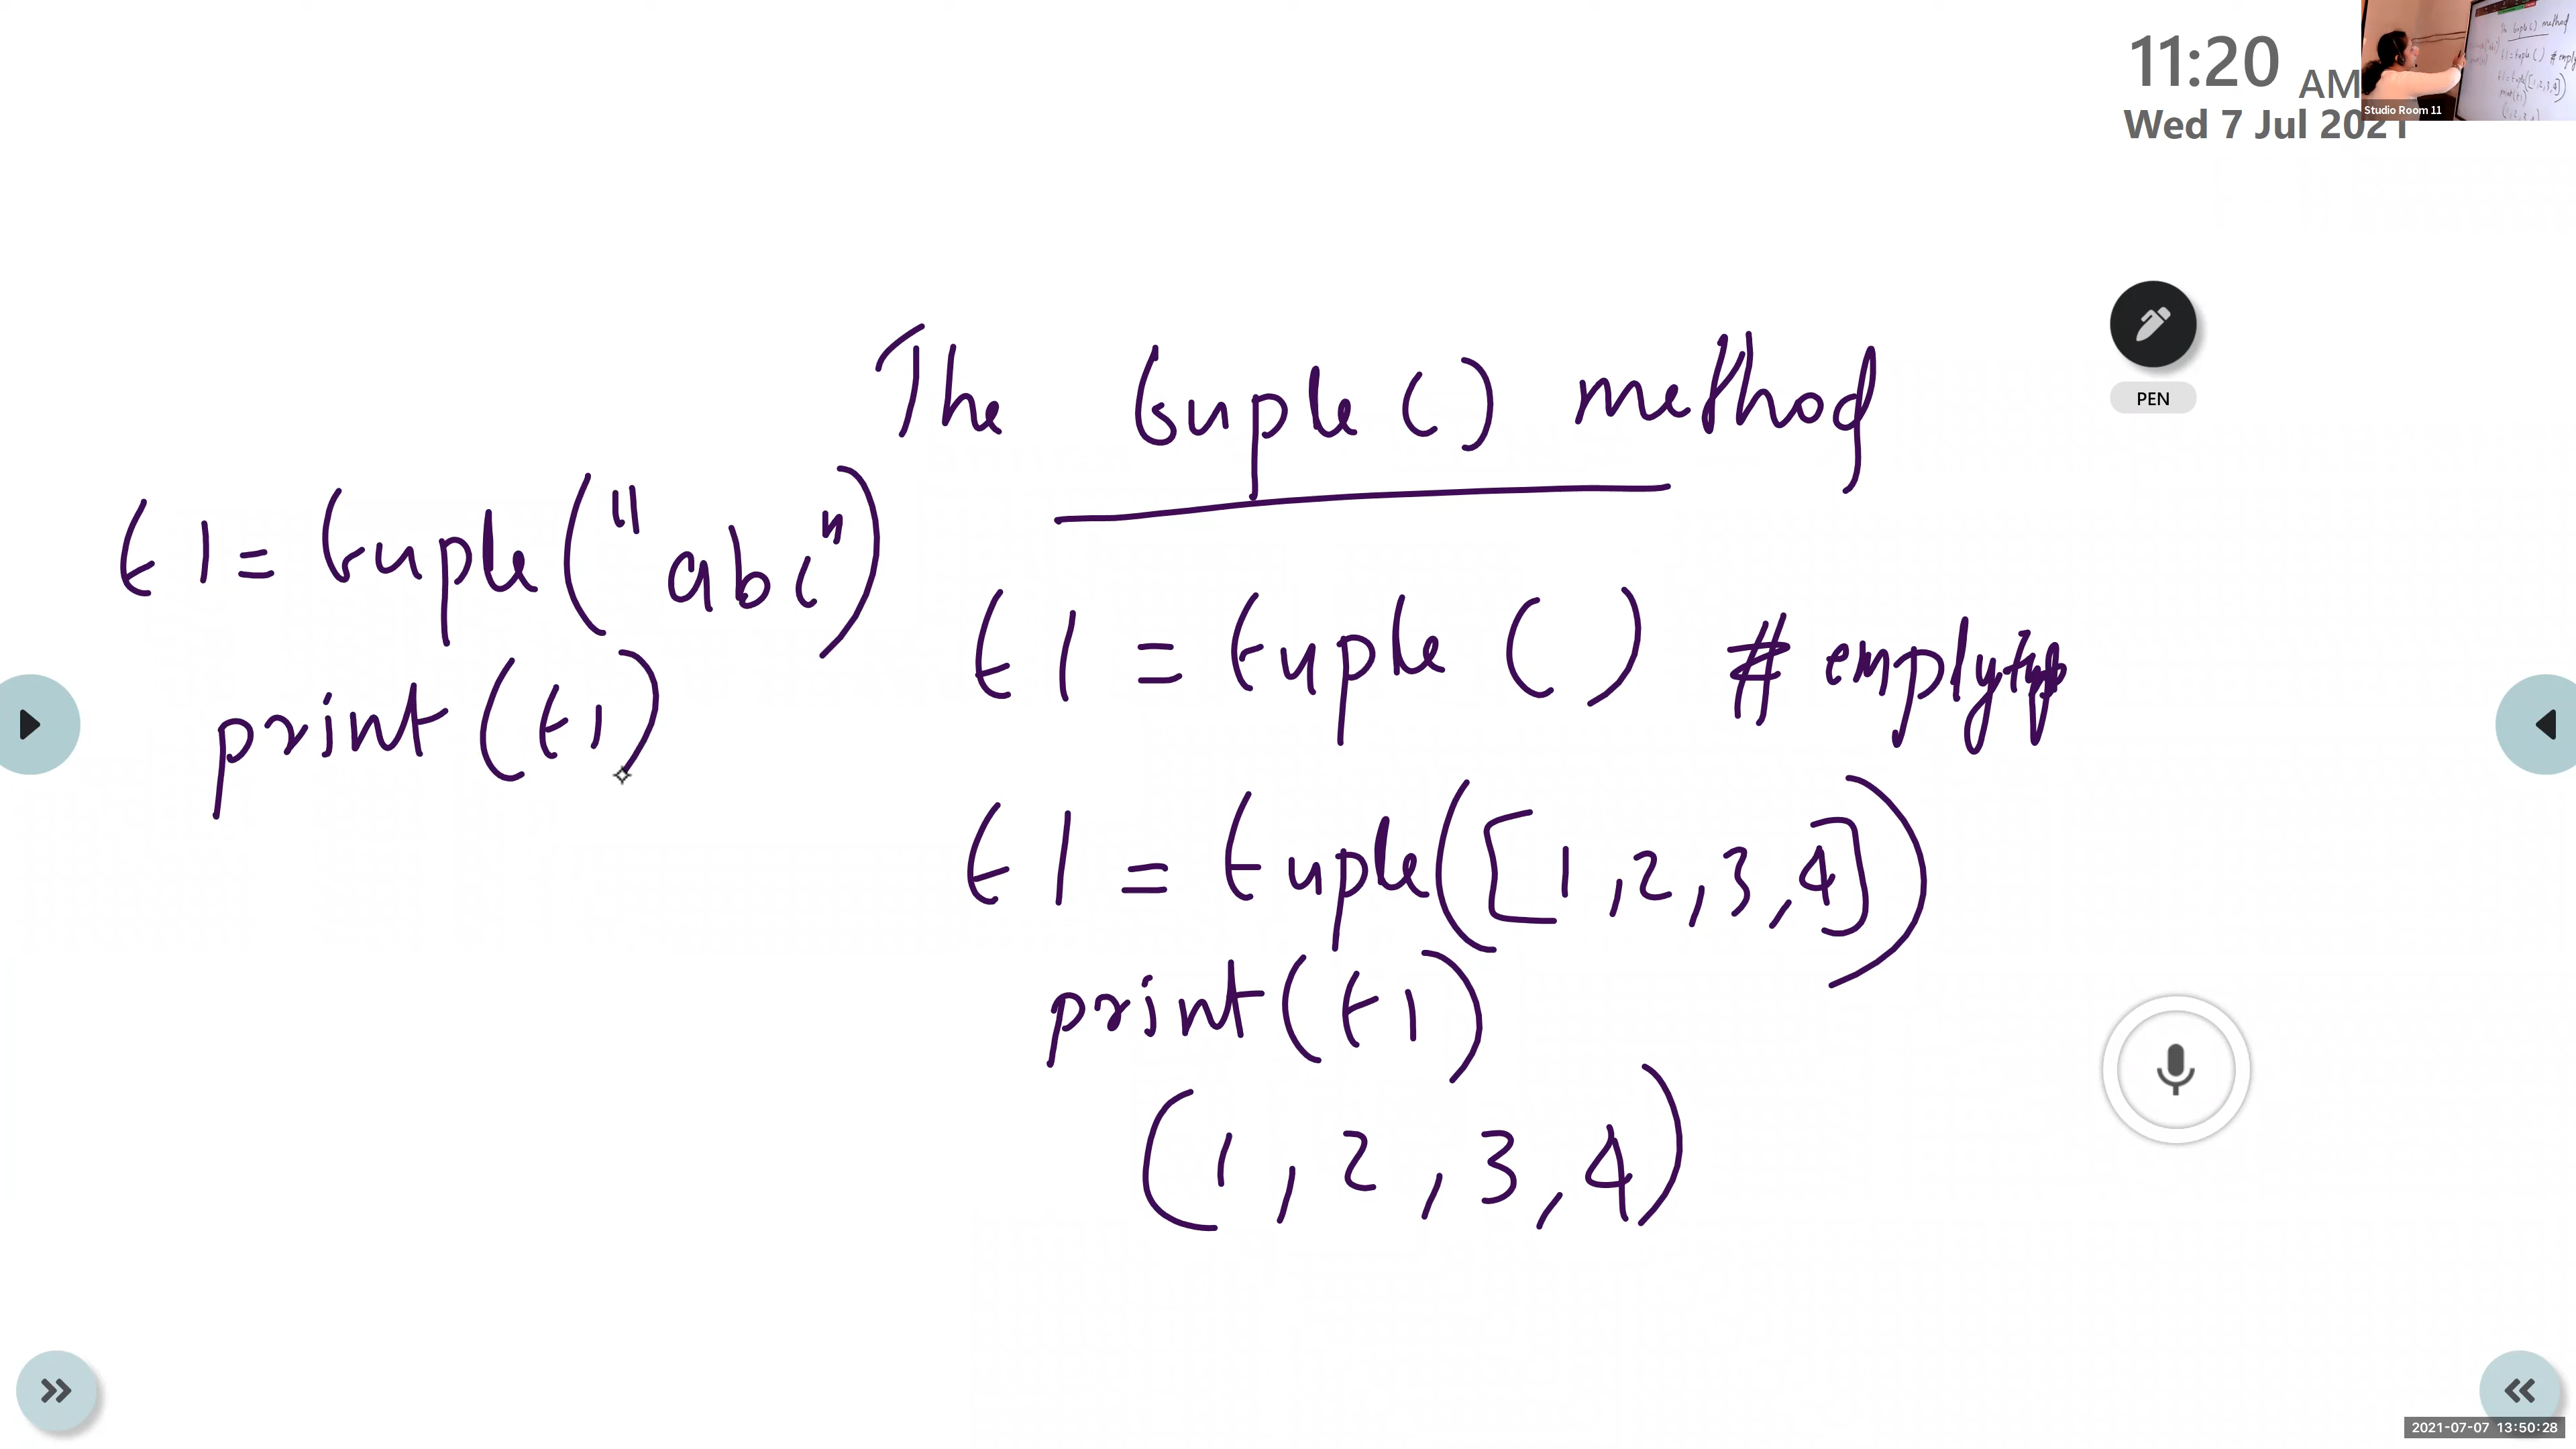 11:20 AM
Wed 7 Jul 2021
Studio Room 11
PEN
The tuple() method
t1 = tuple("abc")
print(t1)
t1 = tuple() # emply
t1 = tuple([1,2,3,4])
print(t1)
(1, 2, 3, 4)
2021-07-07 13:50:28